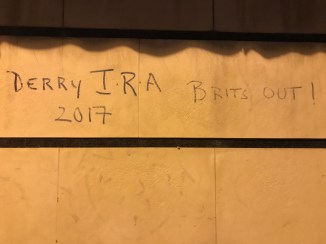 DERRY I.R.A
2017
BRITS OUT!